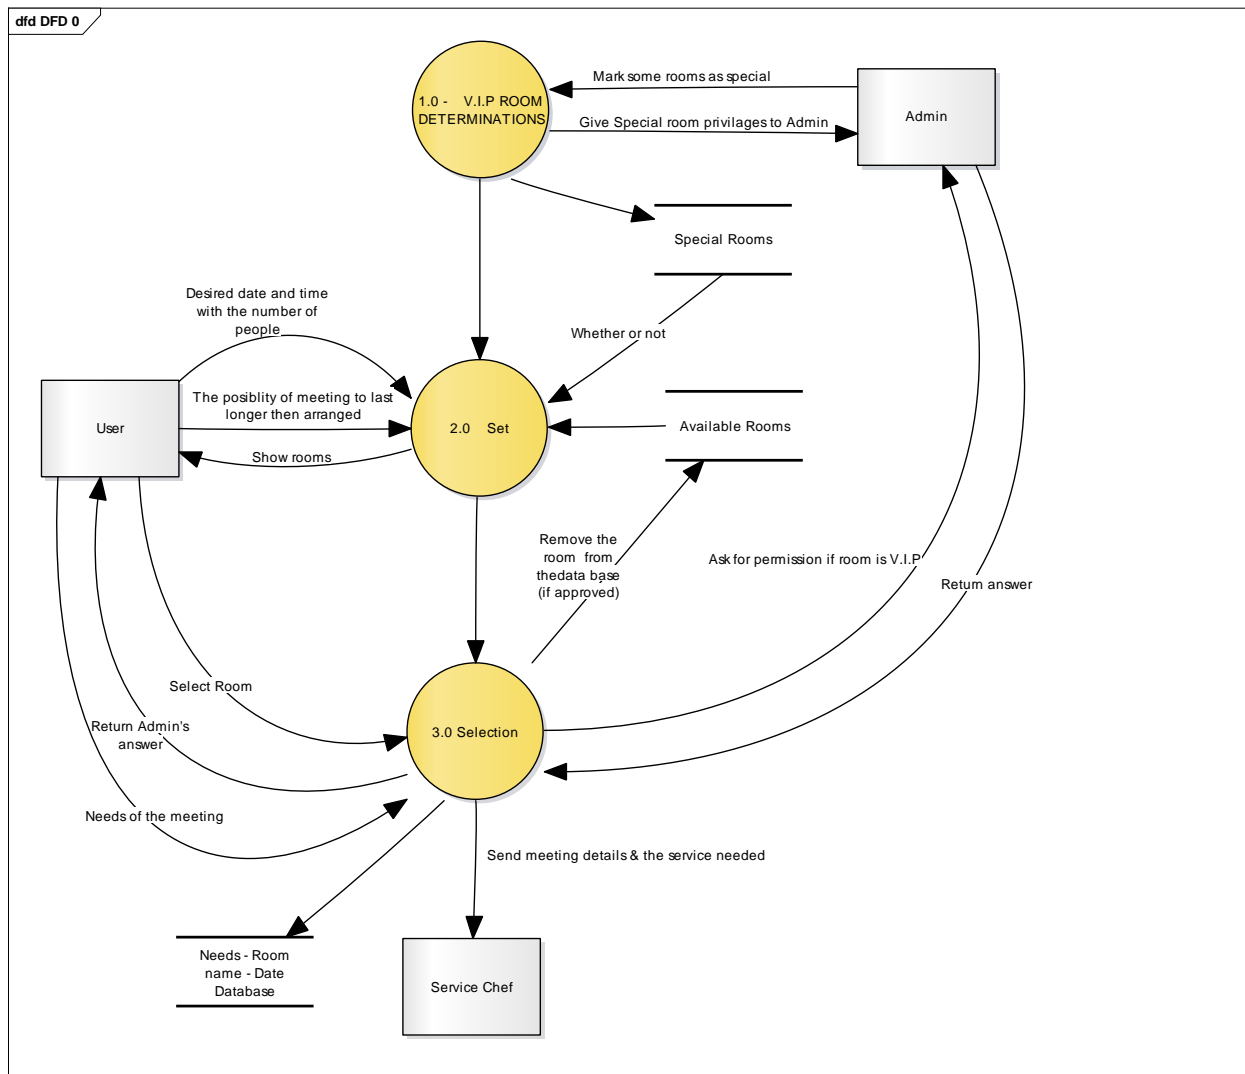 dfd DFD 0
1.0 - V.I.P ROOM
DETERMINATIONS
Mark some rooms as special
Give Special room privilages to Admin
Admin
Special Rooms
Desired date and time
with the number of
people
Whether or not
The posiblity of meeting to last
longer then arranged
User
2.0 Set
Available Rooms
Show rooms
Remove the
room from
thedata base
(if approved)
Ask for permission if room is V.I.P
Return answer
Select Room
Return Admin's
answer
3.0 Selection
Needs of the meeting
Send meeting details & the service needed
Needs - Room
name - Date
Database
Service Chef